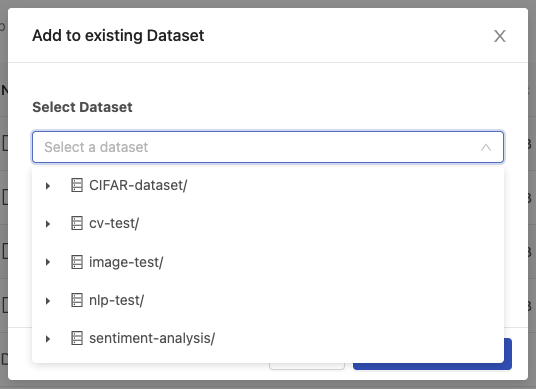 Add to existing Dataset
Select Dataset
Select a dataset
CIFAR-dataset/
cv-test/
image-test/
nlp-test/
sentiment-analysis/